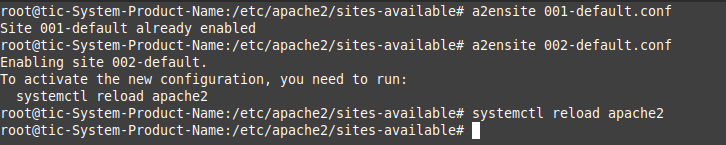 root@tic-System-Product-Name:/etc/apache2/sites-available# a2ensite 001-default.conf
Site 001-default already enabled
root@tic-System-Product-Name:/etc/apache2/sites-available# a2ensite 002-default.conf
Enabling site 002-default.
To activate the new configuration, you need to run:
  systemctl reload apache2
root@tic-System-Product-Name:/etc/apache2/sites-available# systemctl reload apache2
root@tic-System-Product-Name:/etc/apache2/sites-available#